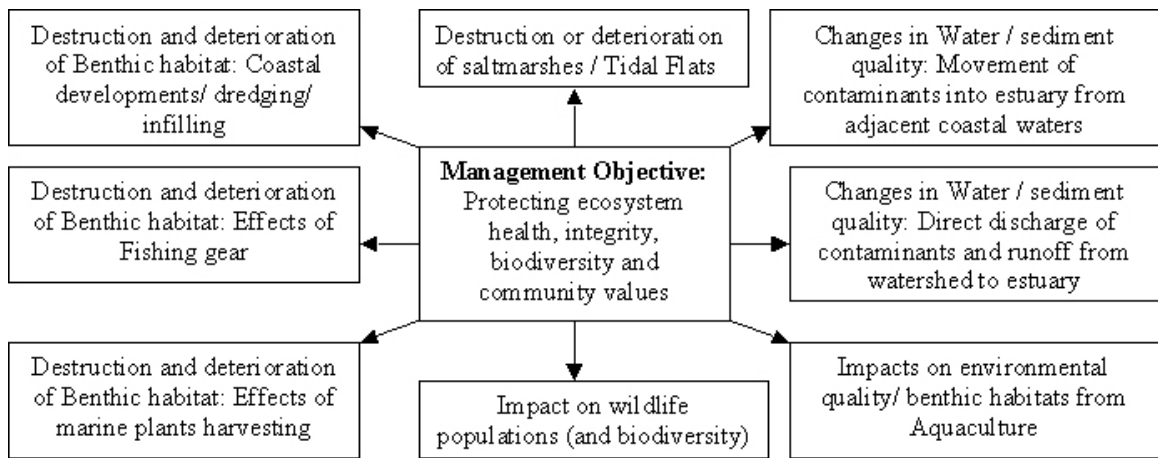 Destruction and deterioration
of Benthic habitat: Coastal
developments/ dredging/
infilling
Destruction or deterioration
of saltmarshes / Tidal Flats
Changes in Water / sediment
quality: Movement of
contaminants into estuary from
adjacent coastal waters
Destruction and deterioration
of Benthic habitat: Effects of
Fishing gear
Management Objective:
Protecting ecosystem
health, integrity,
biodiversity and
community values
Changes in Water / sediment
quality: Direct discharge of
contaminants and runoff from
watershed to estuary
Destruction and deterioration
of Benthic habitat: Effects of
marine plants harvesting
Impact on wildlife
populations (and biodiversity)
Impacts on environmental
quality/ benthic habitats from
Aquaculture